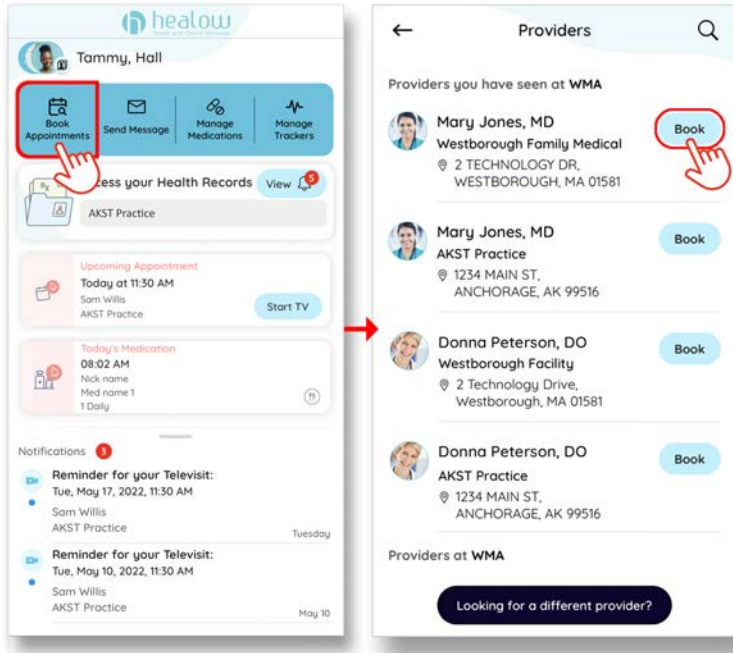 healow
Health and Online Wellness
Tammy, Hall
Book
Appointments
Send Message
Manage
Medications
Manage
Trackers
cess your Health Records
View
5
AKST Practice
Upcoming Appointment
Today at 11:30 AM
Sam Willis
AKST Practice
Start TV
Today's Medication
08:02 AM
Nick name
Med name 1
1 Daily
Notifications 3
Reminder for your Televisit:
Tue, May 17, 2022, 11:30 AM
Sam Willis
AKST Practice
Tuesday
Reminder for your Televisit:
Tue, May 10, 2022, 11:30 AM
Sam Willis
AKST Practice
May 10
Providers
Providers you have seen at WMA
Mary Jones, MD
Westborough Family Medical
2 TECHNOLOGY DR,
WESTBOROUGH, MA 01581
Book
Mary Jones, MD
AKST Practice
1234 MAIN ST,
ANCHORAGE, AK 99516
Book
Donna Peterson, DO
Westborough Facility
2 Technology Drive,
Westborough, MA 01581
Book
Donna Peterson, DO
AKST Practice
1234 MAIN ST,
ANCHORAGE, AK 99516
Book
Providers at WMA
Looking for a different provider?